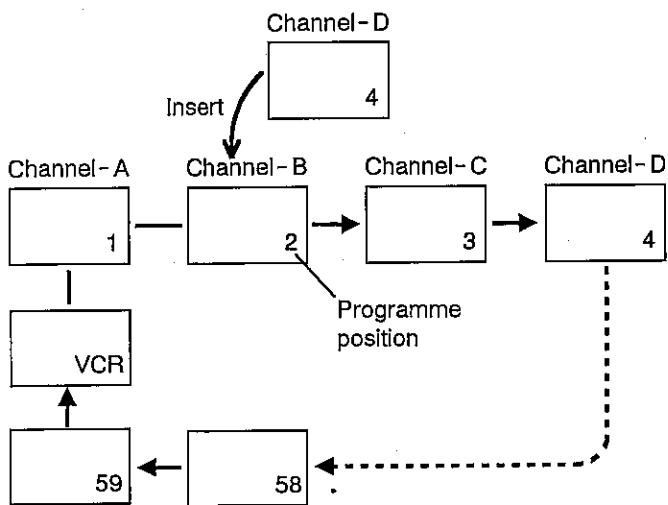 Channel-D
4
Insert
Channel-A
Channel-B
Channel-C
Channel-D
1
2
3
4
Programme
position
VCR
59
58